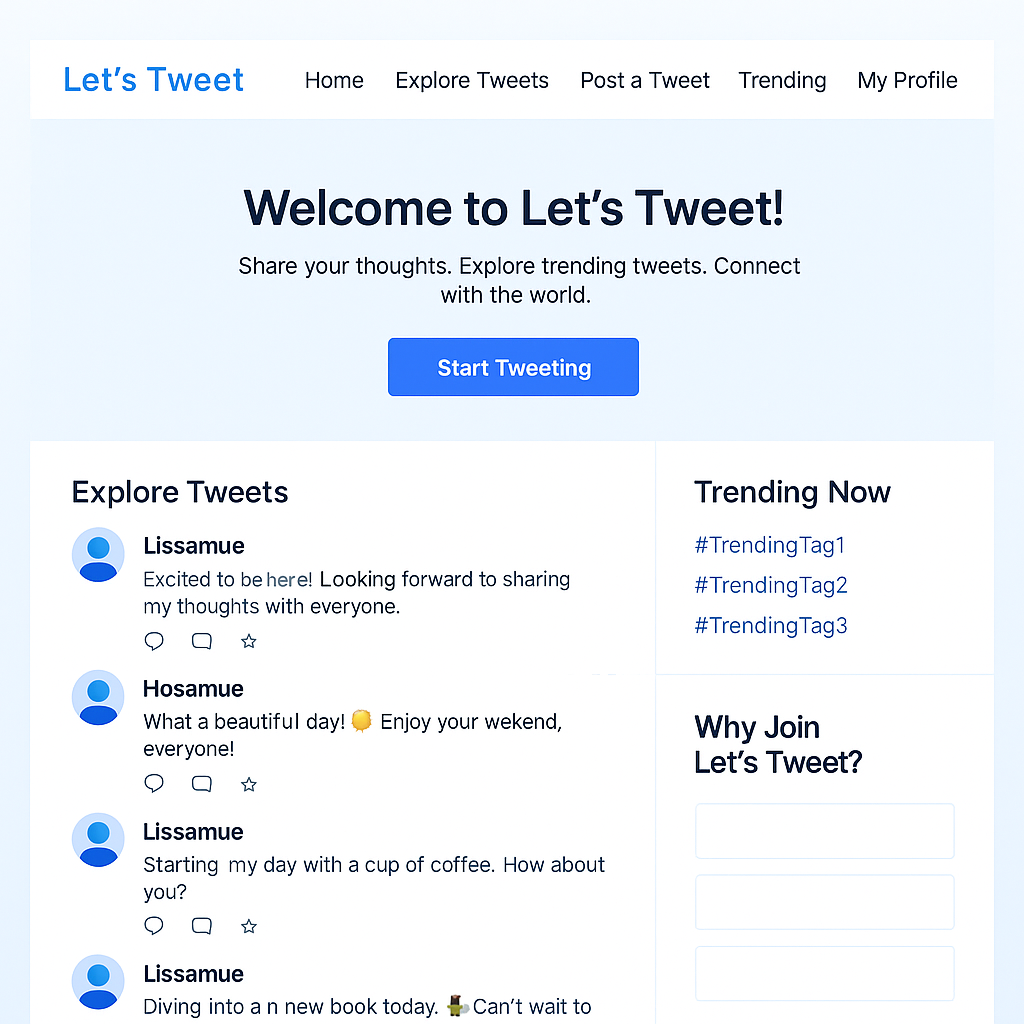 Let's Tweet
Home Explore Tweets Post a Tweet Trending My Profile
Welcome to Let's Tweet!
Share your thoughts. Explore trending tweets. Connect
with the world.
Start Tweeting
Explore Tweets
Lissamue
Excited to be here! Looking forward to sharing
my thoughts with everyone.
Hosamue
What a beautiful day! Enjoy your wekend,
everyone!
Lissamue
Starting my day with a cup of coffee. How about
you?
Lissamue
Diving into a n new book today. Can't wait to
Trending Now
#TrendingTag1
#TrendingTag2
#TrendingTag3
Why Join
Let's Tweet?